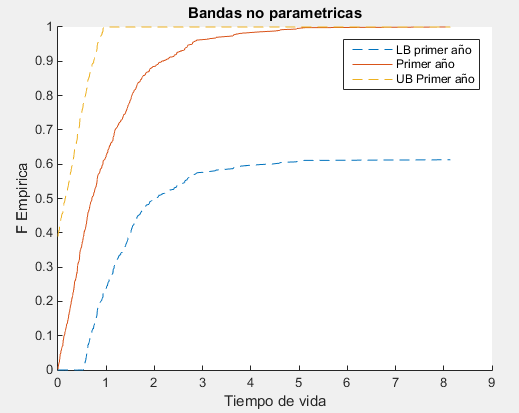 Bandas no parametricas
LB primer año
Primer año
UB Primer año
F Empirica
1
0.9
0.8
0.7
0.6
0.5
0.4
0.3
0.2
0.1
0
0 1 2 3 4 5 6 7 8 9
Tiempo de vida